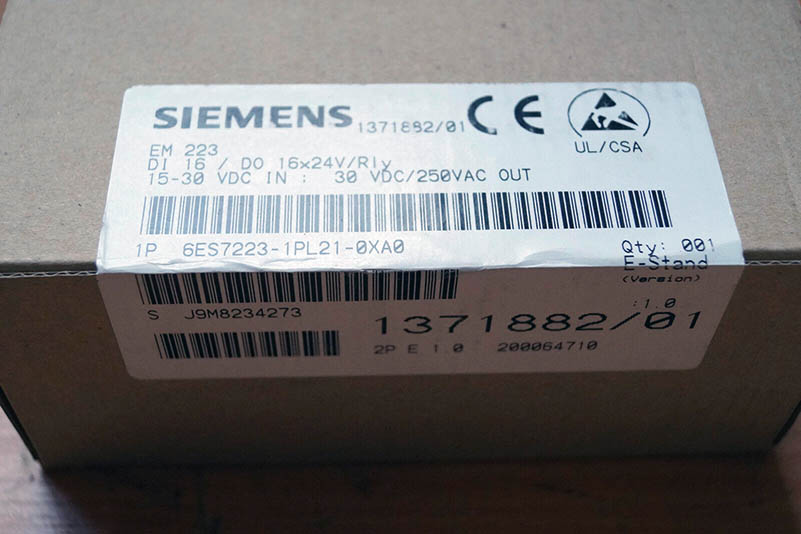 SIEMENS 1371882/01 CE
UL/CSA
EM 223
DI 16 / DO 16x24V/Rly
15-30 VDC IN : 30 VDC/250VAC OUT
1P 6ES7223-1PL21-0XA0
Qty: 001
E-Stand
(Version)
:1.0
S J9M8234273
1371882/01
2P E 1.0 200064710